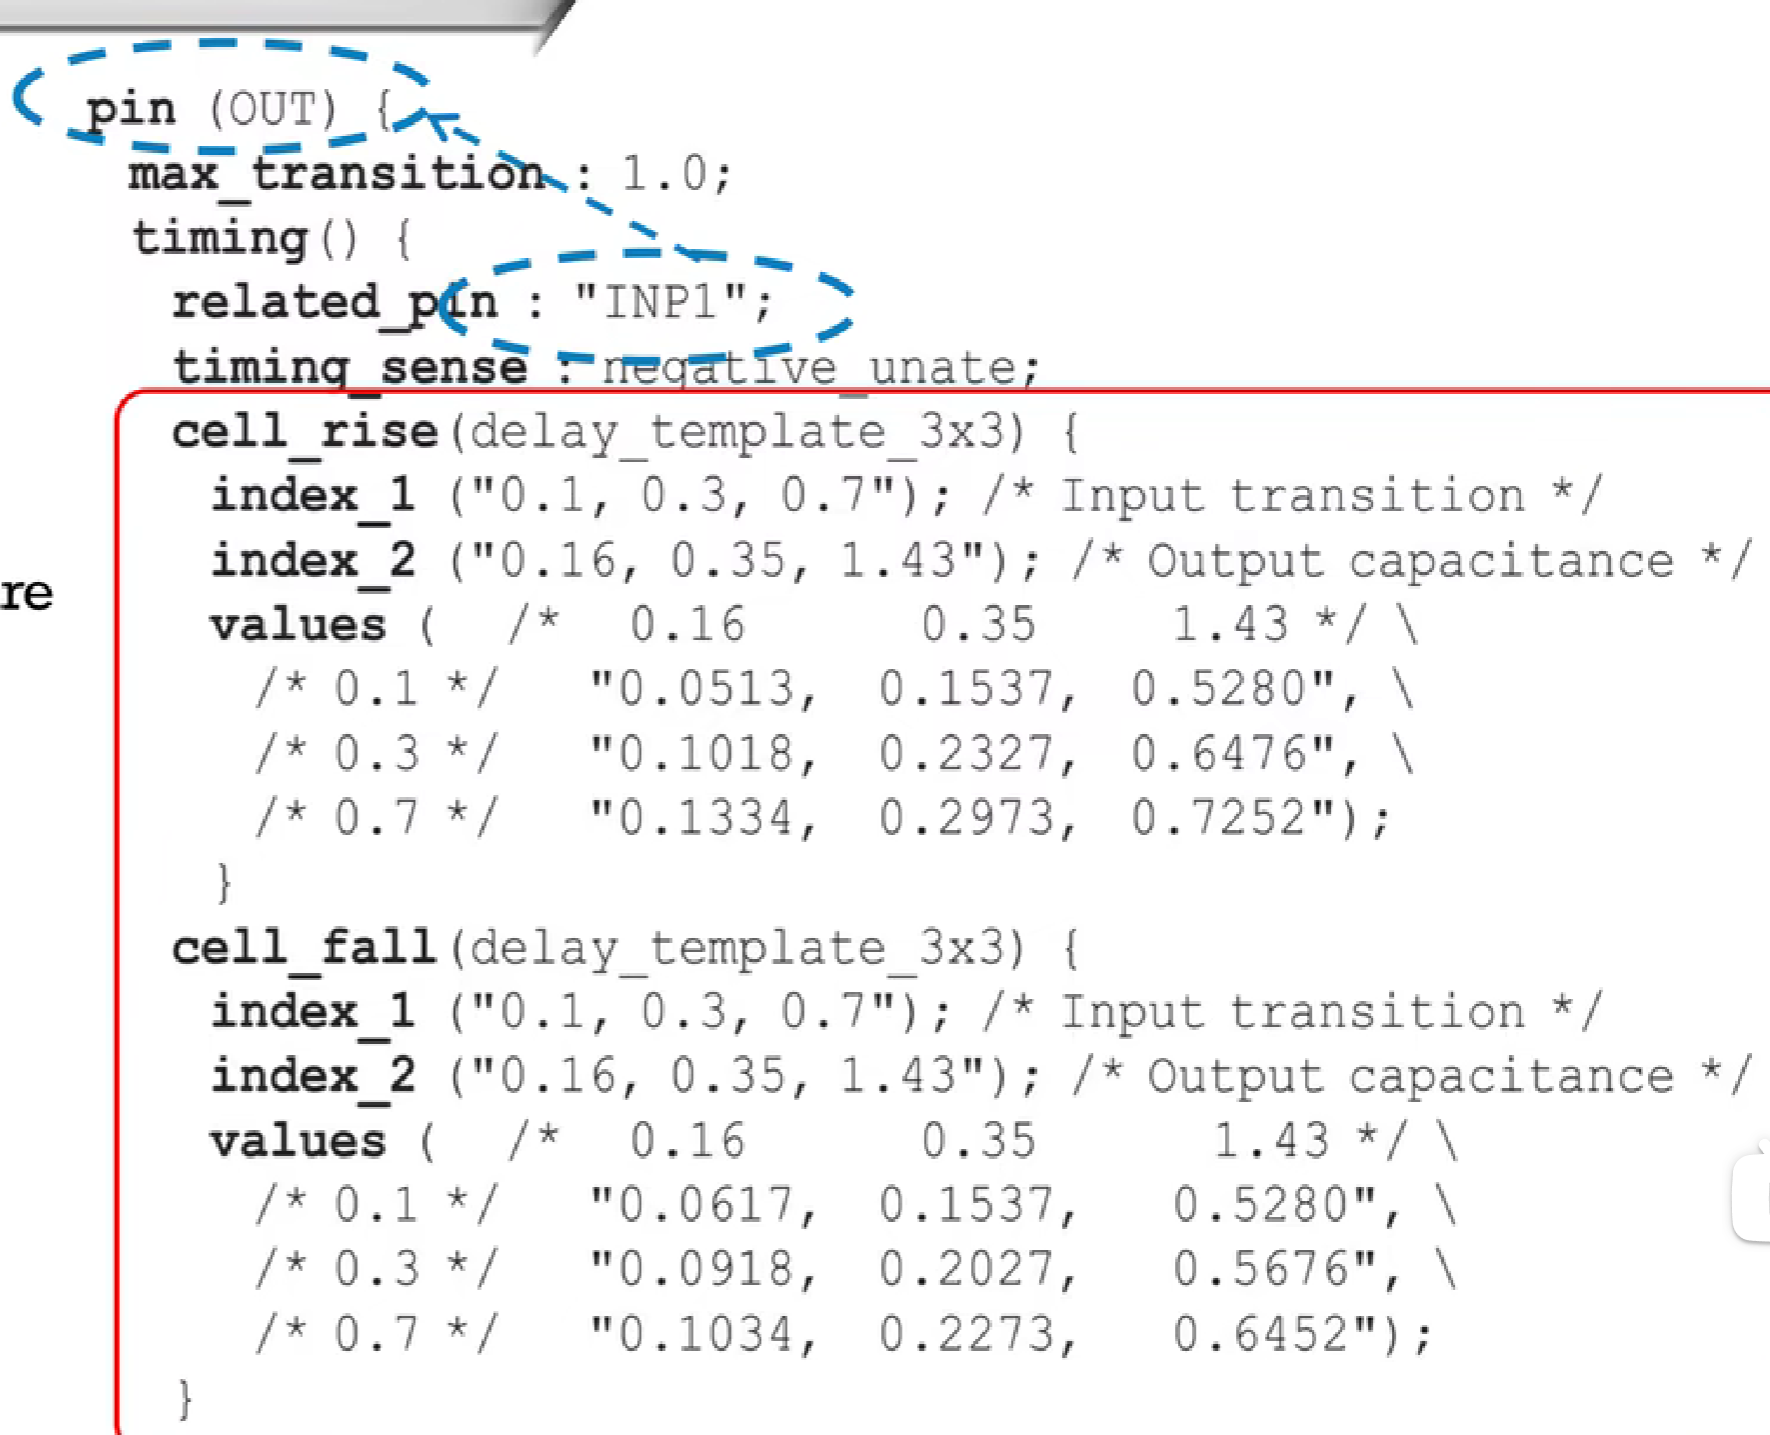 pin (OUT) {
max_transition : 1.0;
timing() {
related_pin : "INP1";
timing_sense : negative_unate;
cell_rise(delay_template_3x3) {
index_1 ("0.1, 0.3, 0.7"); /* Input transition */
index_2 ("0.16, 0.35, 1.43"); /* Output capacitance */
re
values ( /* 0.16 0.35 1.43 */ \
/* 0.1 */ "0.0513, 0.1537, 0.5280", \
/* 0.3 */ "0.1018, 0.2327, 0.6476", \
/* 0.7 */ "0.1334, 0.2973, 0.7252");
}
cell_fall(delay_template_3x3) {
index_1 ("0.1, 0.3, 0.7"); /* Input transition */
index_2 ("0.16, 0.35, 1.43"); /* Output capacitance */
values ( /* 0.16 0.35 1.43 */ \
/* 0.1 */ "0.0617, 0.1537, 0.5280", \
/* 0.3 */ "0.0918, 0.2027, 0.5676", \
/* 0.7 */ "0.1034, 0.2273, 0.6452");
}